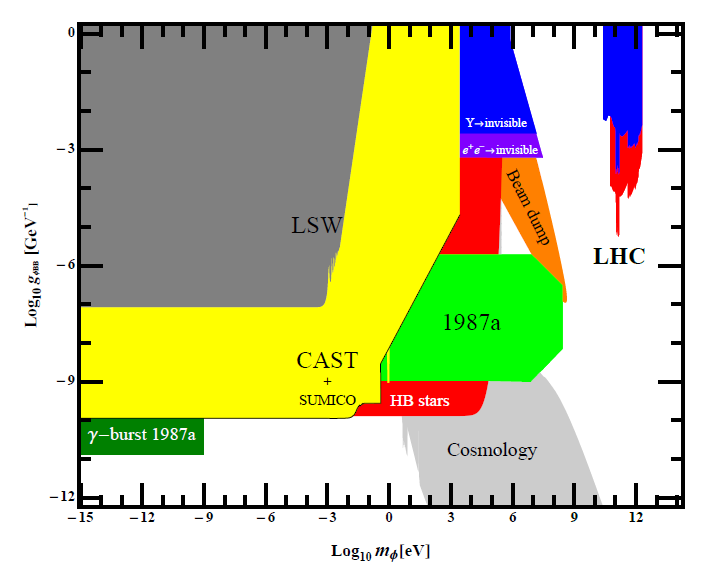 0
−3
−6
−9
−12
Log₁₀ g [GeV⁻¹]
LSW
CAST
+
SUMICO
γ−burst 1987a
Υ→invisible
e⁺e⁻→invisible
Beam dump
LHC
1987a
HB stars
Cosmology
−15 −12 −9 −6 −3 0 3 6 9 12
Log₁₀ mϕ[eV]